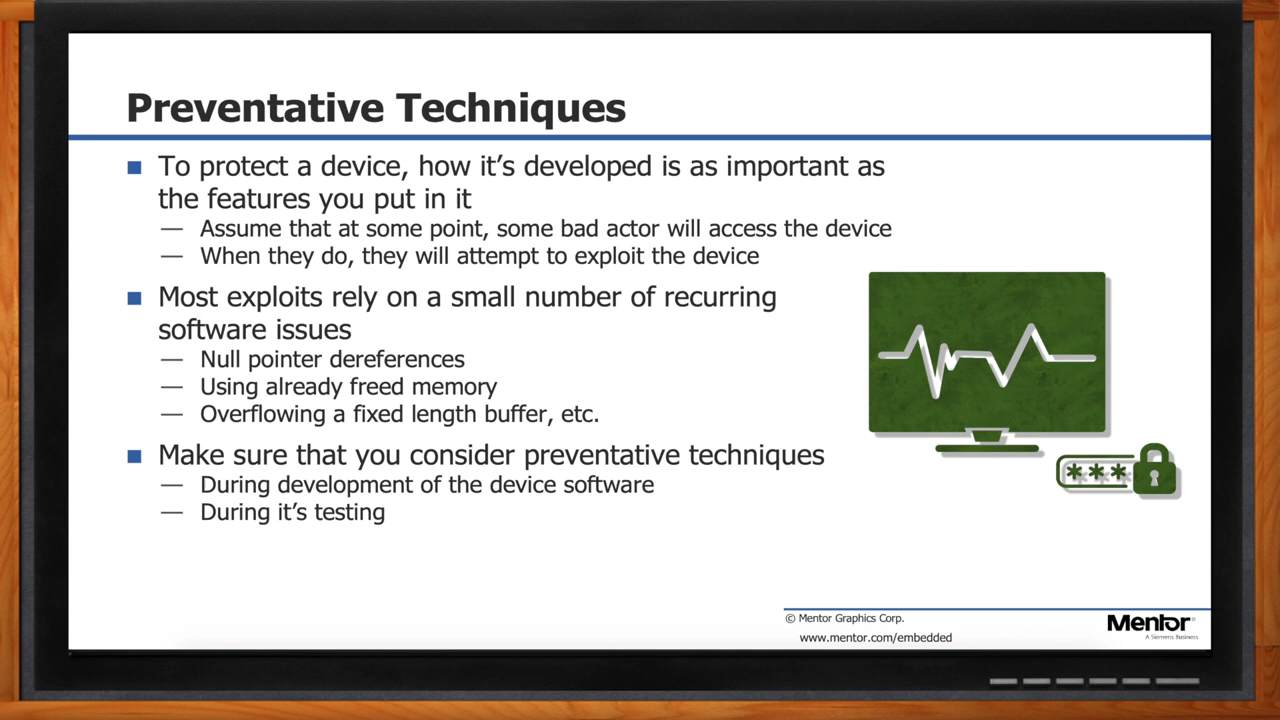 Preventative Techniques
■ To protect a device, how it’s developed is as important as
the features you put in it
— Assume that at some point, some bad actor will access the device
— When they do, they will attempt to exploit the device
■ Most exploits rely on a small number of recurring
software issues
— Null pointer dereferences
— Using already freed memory
— Overflowing a fixed length buffer, etc.
■ Make sure that you consider preventative techniques
— During development of the device software
— During it’s testing
***
© Mentor Graphics Corp.
www.mentor.com/embedded
Mentor®
A Siemens Business